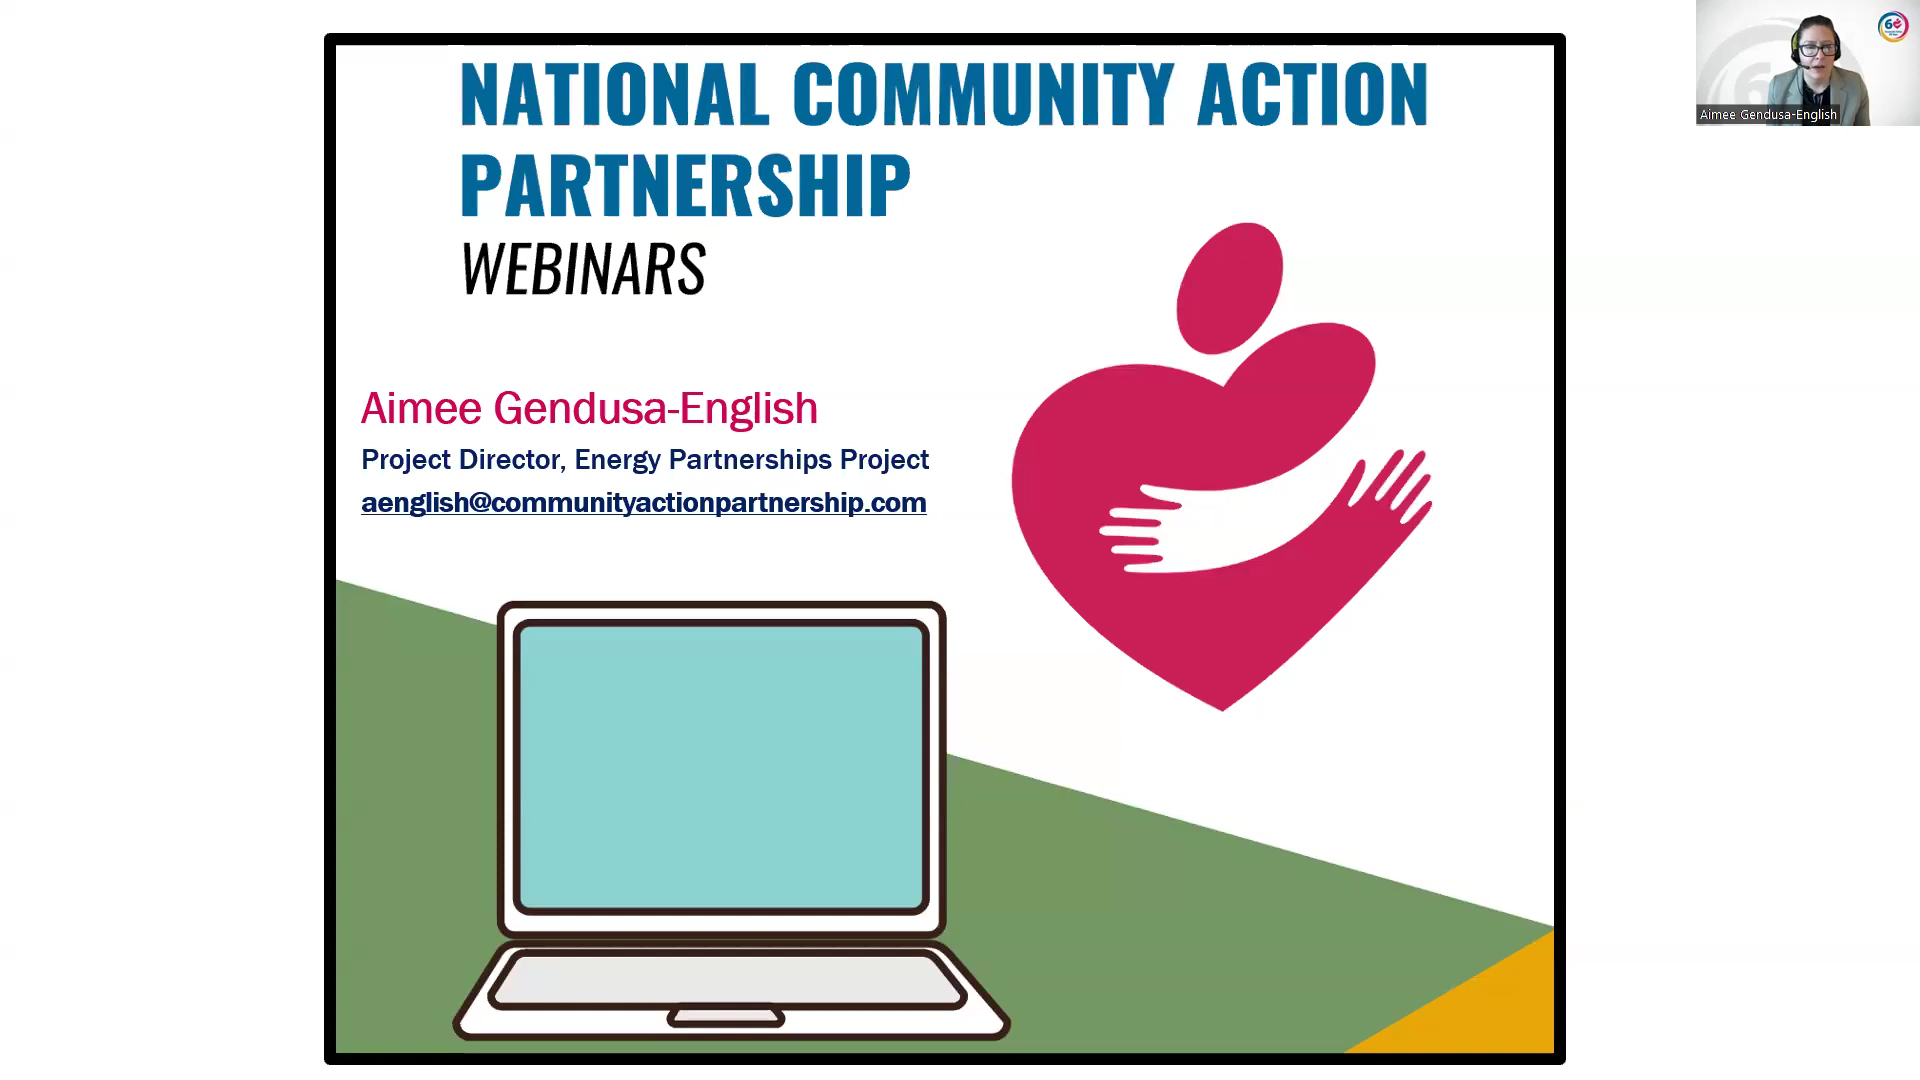 NATIONAL COMMUNITY ACTION
PARTNERSHIP
WEBINARS
Aimee Gendusa-English
Project Director, Energy Partnerships Project
aenglish@communityactionpartnership.com
Aimee Gendusa-English